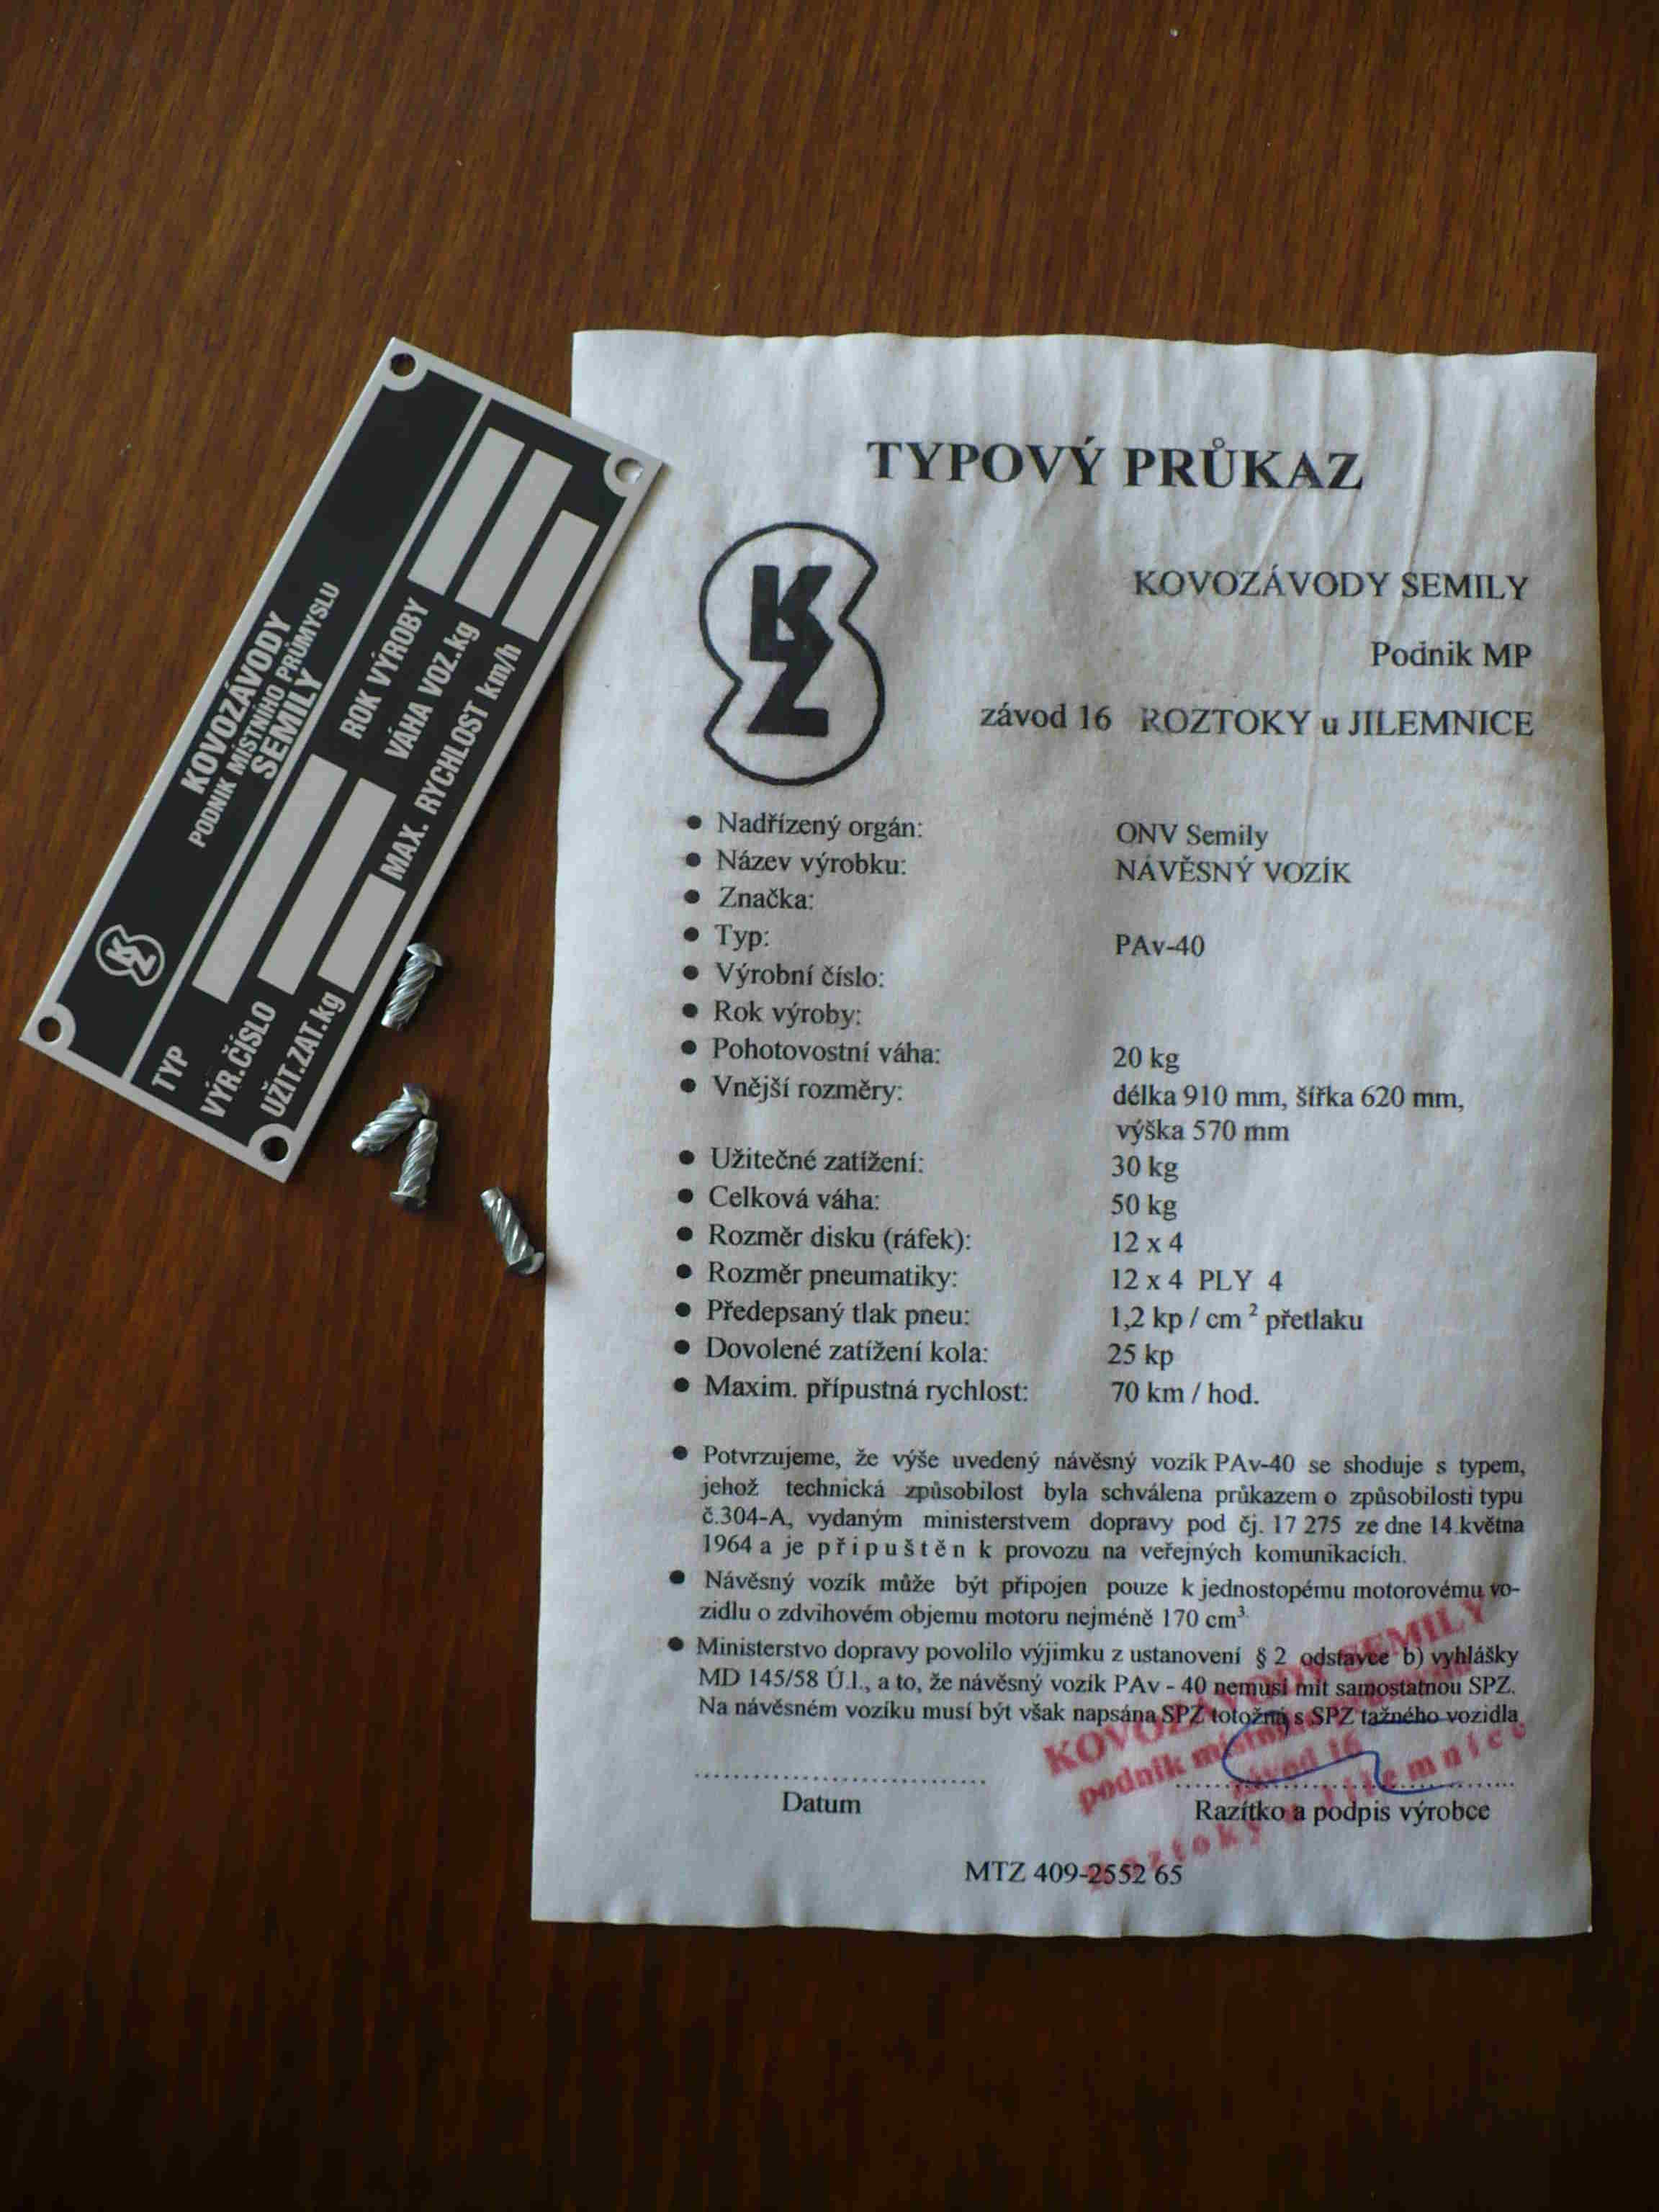 KOVOZÁVODY
PODNIK MÍSTNÍHO PRŮMYSLU
SEMILY
KZ
TYP
ROK VÝROBY
VÝR.ČÍSLO
VÁHA VOZ.kg
UŽIT.ZAT.kg
MAX. RYCHLOST km/h
TYPOVÝ PRŮKAZ
KZ
KOVOZÁVODY SEMILY
Podnik MP
závod 16 ROZTOKY u JILEMNICE
● Nadřízený orgán: ONV Semily
● Název výrobku: NÁVĚSNÝ VOZÍK
● Značka:
● Typ: PAv-40
● Výrobní číslo:
● Rok výroby:
● Pohotovostní váha: 20 kg
● Vnější rozměry: délka 910 mm, šířka 620 mm,
výška 570 mm
● Užitečné zatížení: 30 kg
● Celková váha: 50 kg
● Rozměr disku (ráfek): 12 x 4
● Rozměr pneumatiky: 12 x 4 PLY 4
● Předepsaný tlak pneu: 1,2 kp / cm ² přetlaku
● Dovolené zatížení kola: 25 kp
● Maxim. přípustná rychlost: 70 km / hod.
● Potvrzujeme, že výše uvedený návěsný vozík PAv-40 se shoduje s typem,
jehož technická způsobilost byla schválena průkazem o způsobilosti typu
č.304-A, vydaným ministerstvem dopravy pod čj. 17 275 ze dne 14.května
1964 a je připuštěn k provozu na veřejných komunikacích.
● Návěsný vozík může být připojen pouze k jednostopému motorovému vo-
zidlu o zdvihovém objemu motoru nejméně 170 cm³.
● Ministerstvo dopravy povolilo výjimku z ustanovení § 2 odstavce b) vyhlášky
MD 145/58 Ú.l., a to, že návěsný vozík PAv - 40 nemusí mít samostatnou SPZ.
Na návěsném vozíku musí být však napsána SPZ totožná s SPZ tažného vozidla
KOVOZÁVODY SEMILY
podnik místního průmyslu
závod 16
Roztoky u Jilemnice
Datum
Razítko a podpis výrobce
MTZ 409-2552 65